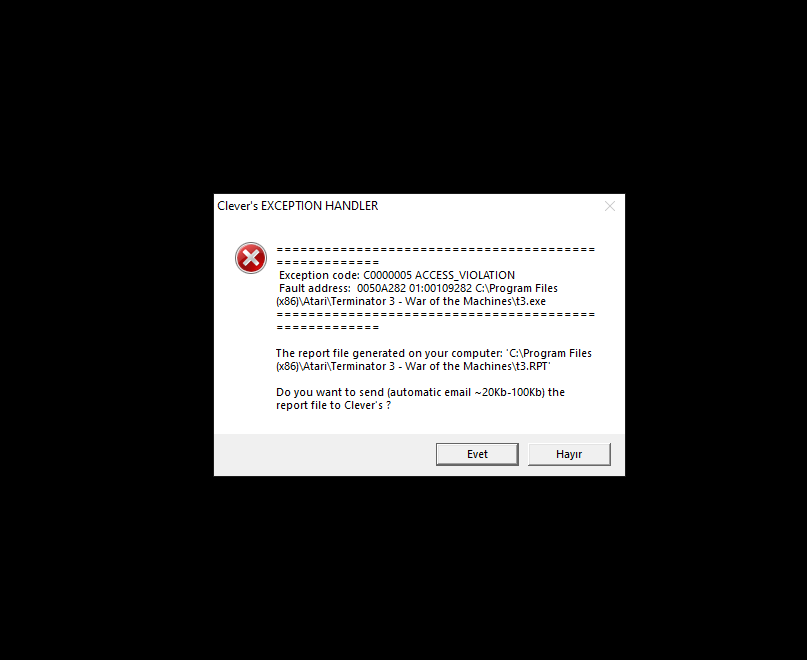 Clever's EXCEPTION HANDLER
========================================
=============
Exception code: C0000005 ACCESS_VIOLATION
Fault address:  0050A282 01:00109282 C:\Program Files
(x86)\Atari\Terminator 3 - War of the Machines\t3.exe
========================================
=============
The report file generated on your computer: 'C:\Program Files
(x86)\Atari\Terminator 3 - War of the Machines\t3.RPT'
Do you want to send (automatic email ~20Kb-100Kb) the
report file to Clever's ?
Evet
Hayır